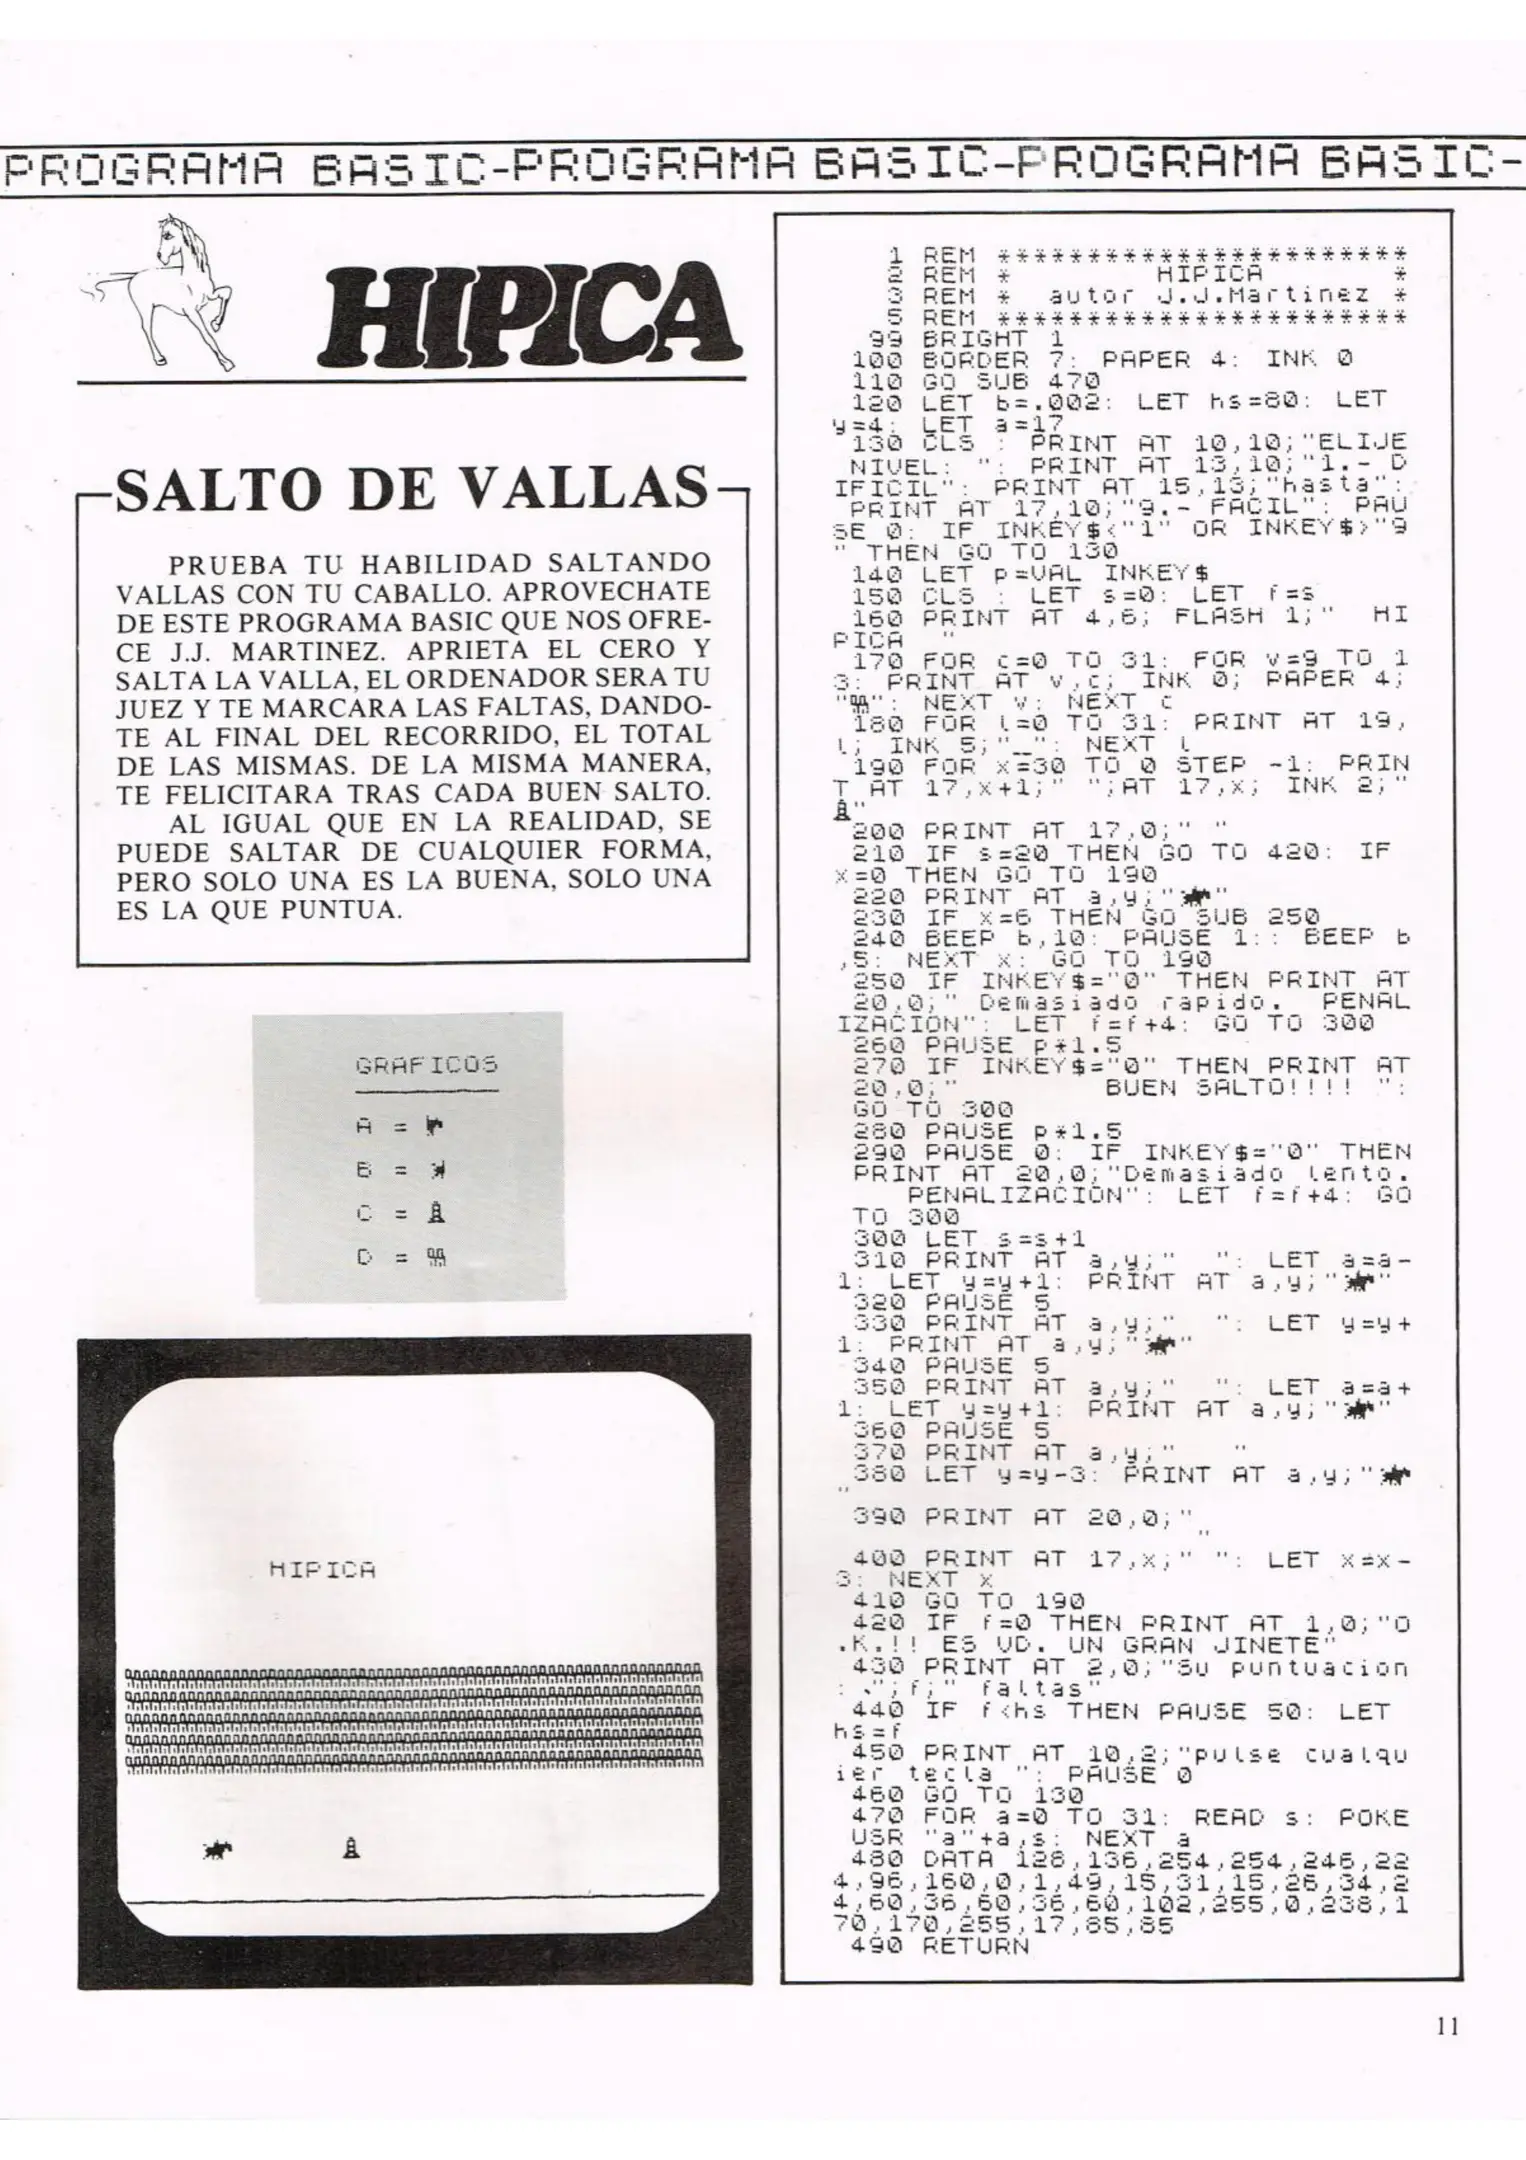 PROGRAMA BASIC-PROGRAMA BASIC-PROGRAMA BASIC-
HIPICA
SALTO DE VALLAS
PRUEBA TU HABILIDAD SALTANDO
VALLAS CON TU CABALLO. APROVECHATE
DE ESTE PROGRAMA BASIC QUE NOS OFRE-
CE J.J. MARTINEZ. APRIETA EL CERO Y
SALTA LA VALLA, EL ORDENADOR SERA TU
JUEZ Y TE MARCARA LAS FALTAS, DANDO-
TE AL FINAL DEL RECORRIDO, EL TOTAL
DE LAS MISMAS. DE LA MISMA MANERA,
TE FELICITARA TRAS CADA BUEN SALTO.
AL IGUAL QUE EN LA REALIDAD, SE
PUEDE SALTAR DE CUALQUIER FORMA,
PERO SOLO UNA ES LA BUENA, SOLO UNA
ES LA QUE PUNTUA.
GRAFICOS
A =
B =
C =
D =
HIPICA
1 REM ***********************
2 REM *        HIPICA       *
3 REM *  autor J.J.Martinez *
5 REM ***********************
99 BRIGHT 1
100 BORDER 7: PAPER 4: INK 0
110 GO SUB 470
120 LET b=.002: LET hs=80: LET
y=4: LET a=17
130 CLS : PRINT AT 10,10;"ELIJE
NIVEL: ": PRINT AT 13,10;"1.- D
IFICIL": PRINT AT 15,13;"hasta":
PRINT AT 17,10;"9.- FACIL": PAU
SE 0: IF INKEY$<"1" OR INKEY$>"9
" THEN GO TO 130
140 LET p=VAL INKEY$
150 CLS : LET s=0: LET f=s
160 PRINT AT 4,6; FLASH 1;"  HI
PICA  "
170 FOR c=0 TO 31: FOR v=9 TO 1
3: PRINT AT v,c; INK 0; PAPER 4;
" ": NEXT v: NEXT c
180 FOR l=0 TO 31: PRINT AT 19,
l; INK 5;"_": NEXT l
190 FOR x=30 TO 0 STEP -1: PRIN
T AT 17,x+1;" ";AT 17,x; INK 2;"
"
200 PRINT AT 17,0;" "
210 IF s=20 THEN GO TO 420: IF
x=0 THEN GO TO 190
220 PRINT AT a,y;"  "
230 IF x=6 THEN GO SUB 250
240 BEEP b,10: PAUSE 1:: BEEP b
,5: NEXT x: GO TO 190
250 IF INKEY$="0" THEN PRINT AT
20,0;" Demasiado rapido.  PENAL
IZACION": LET f=f+4: GO TO 300
260 PAUSE p*1.5
270 IF INKEY$="0" THEN PRINT AT
20,0;"        BUEN SALTO!!!! ":
GO TO 300
280 PAUSE p*1.5
290 PAUSE 0: IF INKEY$="0" THEN
PRINT AT 20,0;"Demasiado lento.
PENALIZACION": LET f=f+4: GO
TO 300
300 LET s=s+1
310 PRINT AT a,y;"  ": LET a=a-
1: LET y=y+1: PRINT AT a,y;"  "
320 PAUSE 5
330 PRINT AT a,y;"  ": LET y=y+
1: PRINT AT a,y;"  "
340 PAUSE 5
350 PRINT AT a,y;"  ": LET a=a+
1: LET y=y+1: PRINT AT a,y;"  "
360 PAUSE 5
370 PRINT AT a,y;"   "
380 LET y=y-3: PRINT AT a,y;"
"
390 PRINT AT 20,0;"
"
400 PRINT AT 17,x;" ": LET x=x-
3: NEXT x
410 GO TO 190
420 IF f=0 THEN PRINT AT 1,0;"O
.K.!! ES VD. UN GRAN JINETE"
430 PRINT AT 2,0;"Su puntuacion
:.";f;" faltas"
440 IF f<hs THEN PAUSE 50: LET
hs=f
450 PRINT AT 10,2;"pulse cualqu
ier tecla ": PAUSE 0
460 GO TO 130
470 FOR a=0 TO 31: READ s: POKE
USR "a"+a,s: NEXT a
480 DATA 128,136,254,254,246,22
4,96,160,0,1,49,15,31,15,26,34,2
4,60,36,60,36,60,102,255,0,238,1
70,170,255,17,85,85
490 RETURN
11